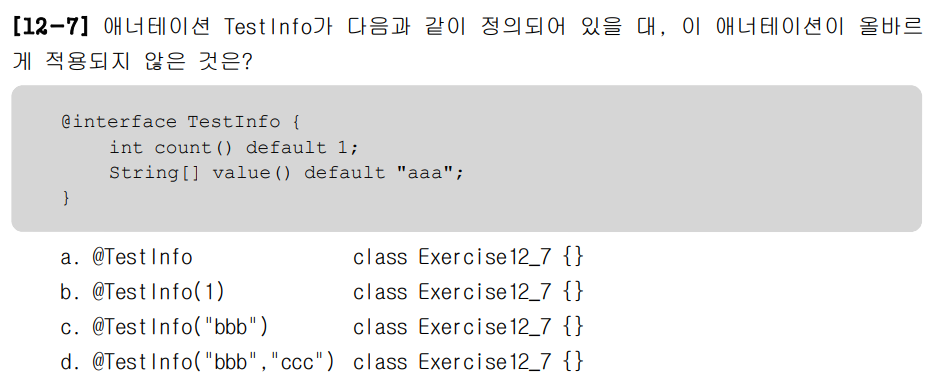 [12-7] 애너테이션 TestInfo가 다음과 같이 정의되어 있을 대, 이 애너테이션이 올바르
게 적용되지 않은 것은?
@interface TestInfo {
int count() default 1;
String[] value() default "aaa";
}
a. @TestInfo class Exercise12_7 {}
b. @TestInfo(1) class Exercise12_7 {}
c. @TestInfo("bbb") class Exercise12_7 {}
d. @TestInfo("bbb","ccc") class Exercise12_7 {}